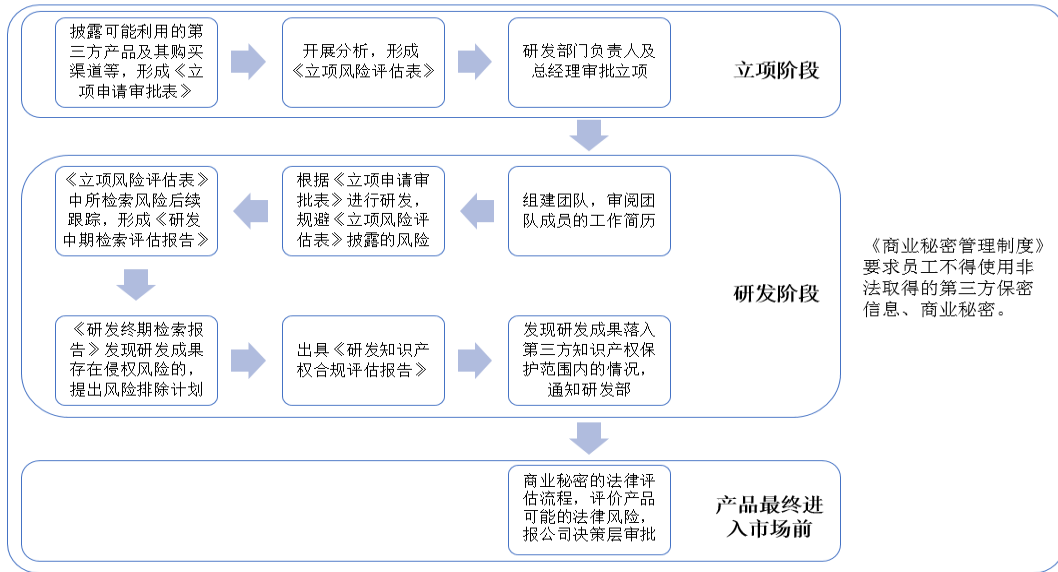 披露可能利用的第
三方产品及其购买
渠道等，形成《立
项申请审批表》
开展分析，形成
《立项风险评估表》
研发部门负责人及
总经理审批立项
立项阶段
组建团队，审阅团
队成员的工作简历
根据《立项申请审
批表》进行研发，
规避《立项风险评
估表》披露的风险
《立项风险评估表》
中所检索风险后续
跟踪，形成《研发
中期检索评估报告》
《研发终期检索报
告》发现研发成果
存在侵权风险的，
提出风险排除计划
出具《研发知识产
权合规评估报告》
发现研发成果落入
第三方知识产权保
护范围内的情况，
通知研发部
研发阶段
商业秘密的法律评
估流程，评价产品
可能的法律风险，
报公司决策层审批
产品最终进
入市场前
《商业秘密管理制度》
要求员工不得使用非
法取得的第三方保密
信息、商业秘密。